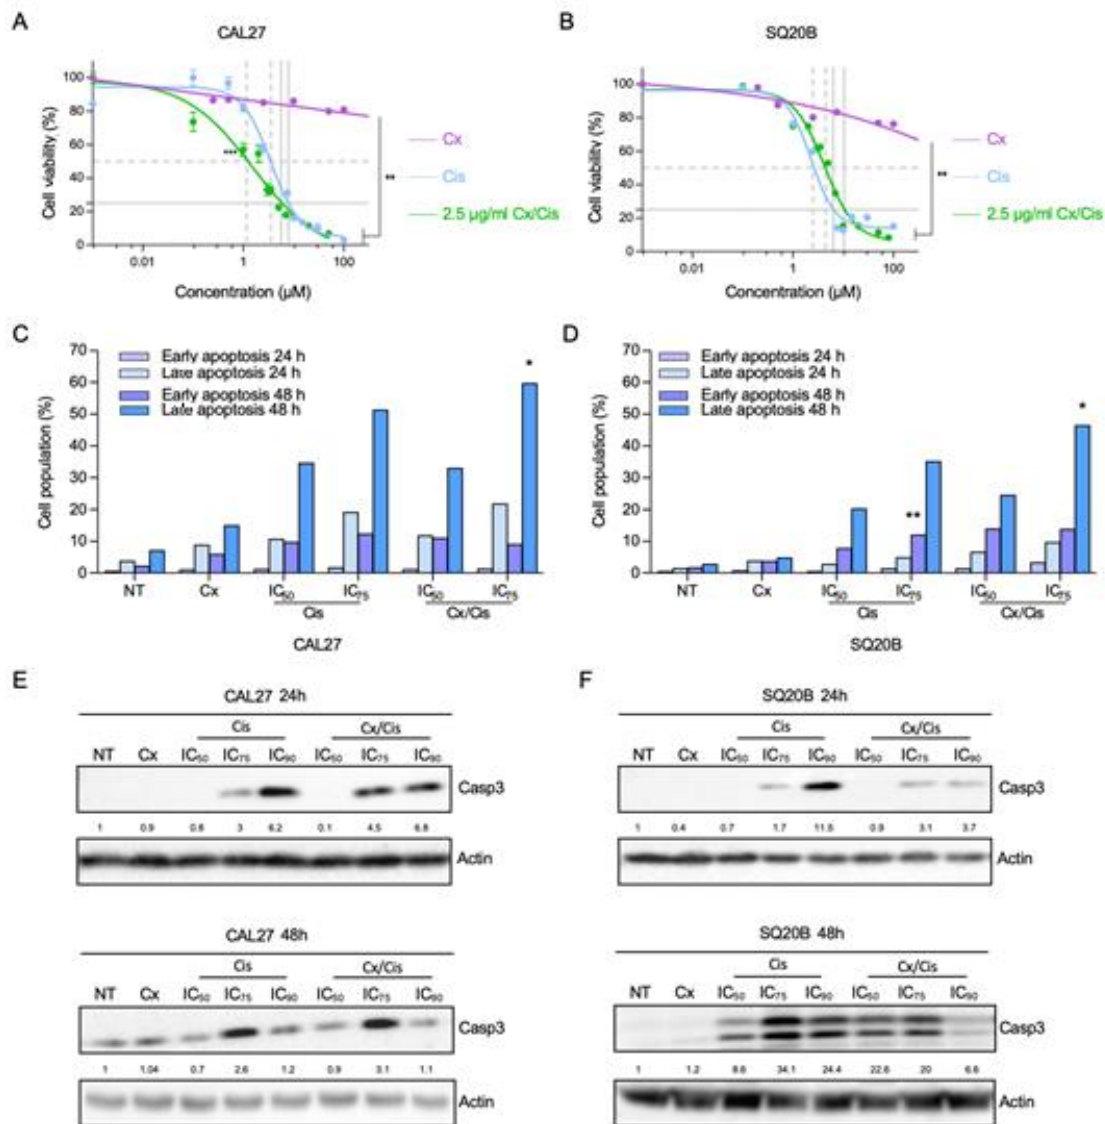 A
CAL27
Cell viability (%)
100
80
60
40
20
0
0.01
1
100
Concentration (µM)
***
**
Cx
Cis
2.5 µg/ml Cx/Cis
B
SQ20B
Cell viability (%)
100
80
60
40
20
0
0.01
1
100
Concentration (µM)
**
Cx
Cis
2.5 µg/ml Cx/Cis
C
Cell population (%)
70
60
50
40
30
20
10
0
Early apoptosis 24 h
Late apoptosis 24 h
Early apoptosis 48 h
Late apoptosis 48 h
*
NT Cx IC50 IC75 IC50 IC75
Cis Cx/Cis
CAL27
D
Cell population (%)
70
60
50
40
30
20
10
0
Early apoptosis 24 h
Late apoptosis 24 h
Early apoptosis 48 h
Late apoptosis 48 h
**
*
NT Cx IC50 IC75 IC50 IC75
Cis Cx/Cis
SQ20B
E
CAL27 24h
Cis Cx/Cis
NT Cx IC50 IC75 IC90 IC50 IC75 IC90
Casp3
1 0.9 0.8 3 6.2 0.1 4.5 6.8
Actin
CAL27 48h
Cis Cx/Cis
NT Cx IC50 IC75 IC90 IC50 IC75 IC90
Casp3
1 1.04 0.7 2.6 1.2 0.9 3.1 1.1
Actin
F
SQ20B 24h
Cis Cx/Cis
NT Cx IC50 IC75 IC90 IC50 IC75 IC90
Casp3
1 0.4 0.7 1.7 11.5 0.9 3.1 3.7
Actin
SQ20B 48h
Cis Cx/Cis
NT Cx IC50 IC75 IC90 IC50 IC75 IC90
Casp3
1 1.2 8.8 34.1 24.4 22.6 20 6.6
Actin